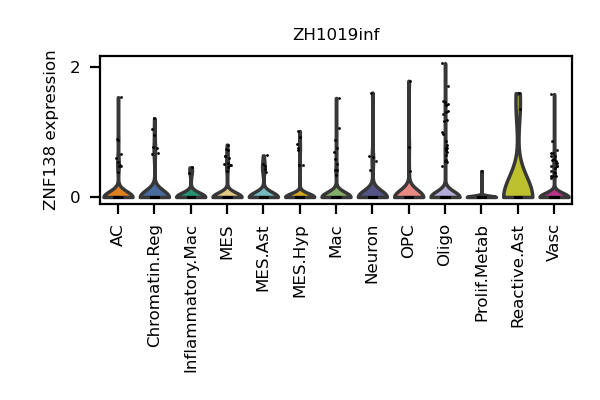 ZH1019inf
ZNF138 expression
2
0
AC
Chromatin.Reg
Inflammatory.Mac
MES
MES.Ast
MES.Hyp
Mac
Neuron
OPC
Oligo
Prolif.Metab
Reactive.Ast
Vasc